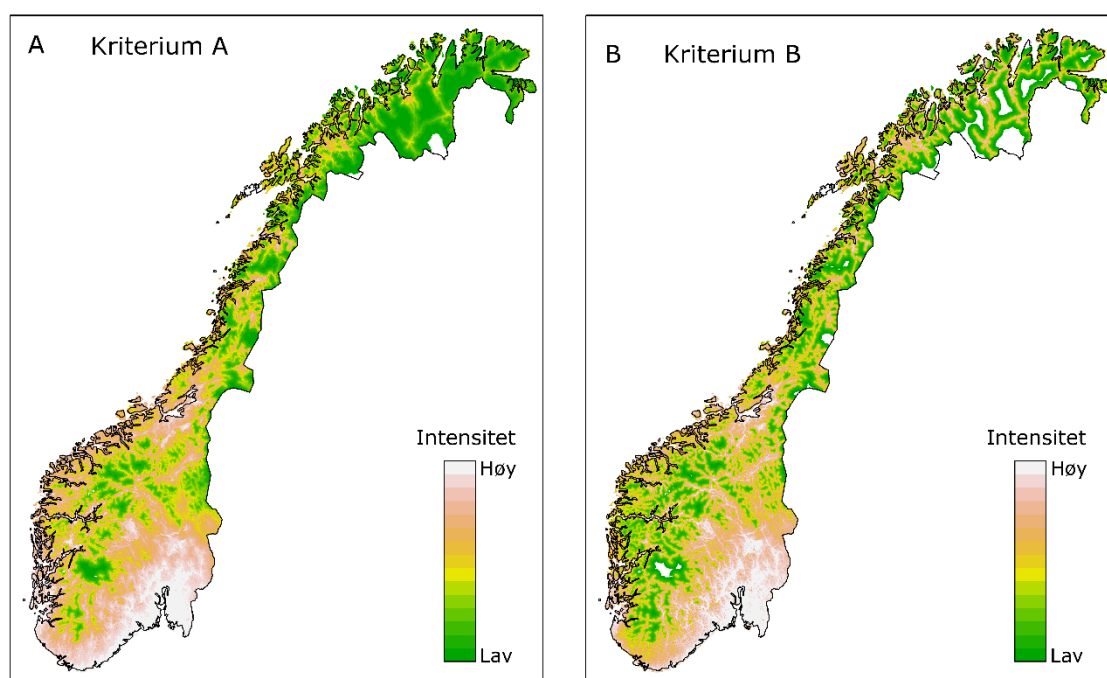 A Kriterium A
Intensitet
Høy
Lav
B Kriterium B
Intensitet
Høy
Lav